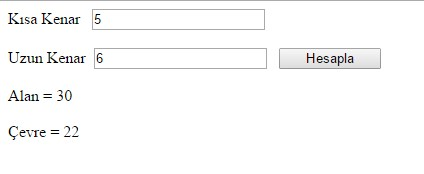 Kısa Kenar 5
Uzun Kenar 6 Hesapla
Alan = 30
Çevre = 22